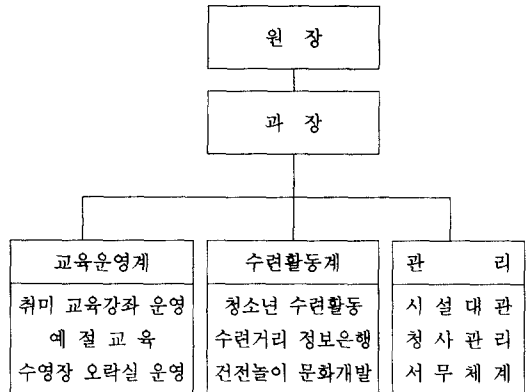 원 장
과 장
교육운영계
취미 교육강좌 운영
예 절 교 육
수영장 오락실 운영
수련활동계
청소년 수련활동
수련거리 정보은행
건전놀이 문화개발
관 리
시 설 대 관
청 사 관 리
서 무 체 계